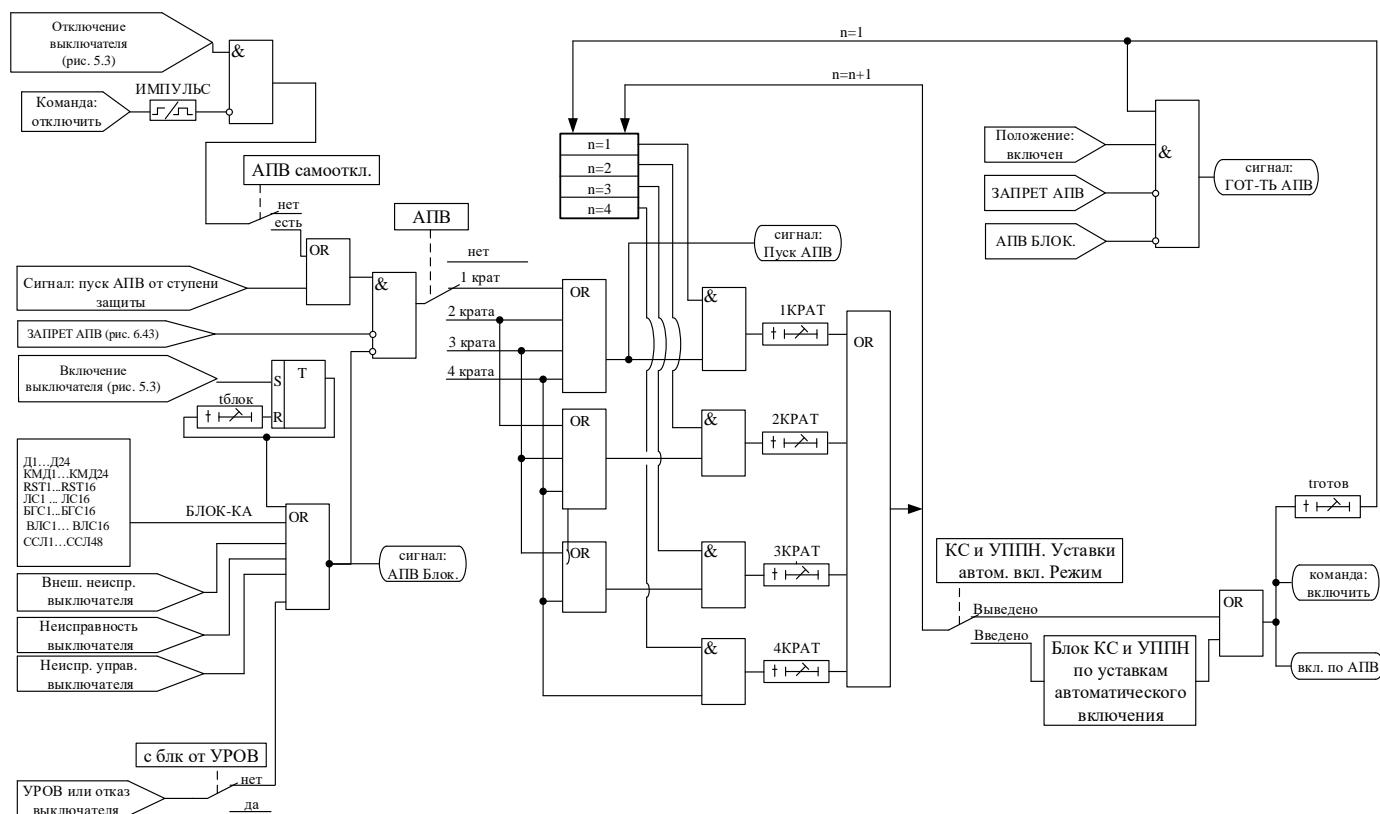 Отключение
выключателя
(рис. 5.3)
&
ИМПУЛЬС
Команда:
отключить
АПВ самооткл.
нет
есть
OR
Сигнал: пуск АПВ от ступени
защиты
&
ЗАПРЕТ АПВ (рис. 6.43)
Включение
выключателя (рис. 5.3)
S
T
R
tблок
Д1...Д24
КМД1...КМД24
RST1...RST16
ЛС1 ... ЛС16
БГС1...БГС16
ВЛС1... ВЛС16
ССЛ1...ССЛ48
БЛОК-КА
OR
сигнал:
АПВ Блок.
Внеш. неиспр.
выключателя
Неисправность
выключателя
Неиспр. управ.
выключателя
с блк от УРОВ
нет
да
УРОВ или отказ
выключателя
АПВ
нет
1 крат
2 крата
3 крата
4 крата
OR
OR
OR
n=1
n=n+1
n=1
n=2
n=3
n=4
сигнал:
Пуск АПВ
&
1КРАТ
&
2КРАТ
&
3КРАТ
&
4КРАТ
OR
Положение:
включен
&
ЗАПРЕТ АПВ
АПВ БЛОК.
сигнал:
ГОТ-ТЬ АПВ
КС и УППН. Уставки
автом. вкл. Режим
Выведено
Введено
Блок КС и УППН
по уставкам
автоматического
включения
OR
tготов
команда:
включить
вкл. по АПВ